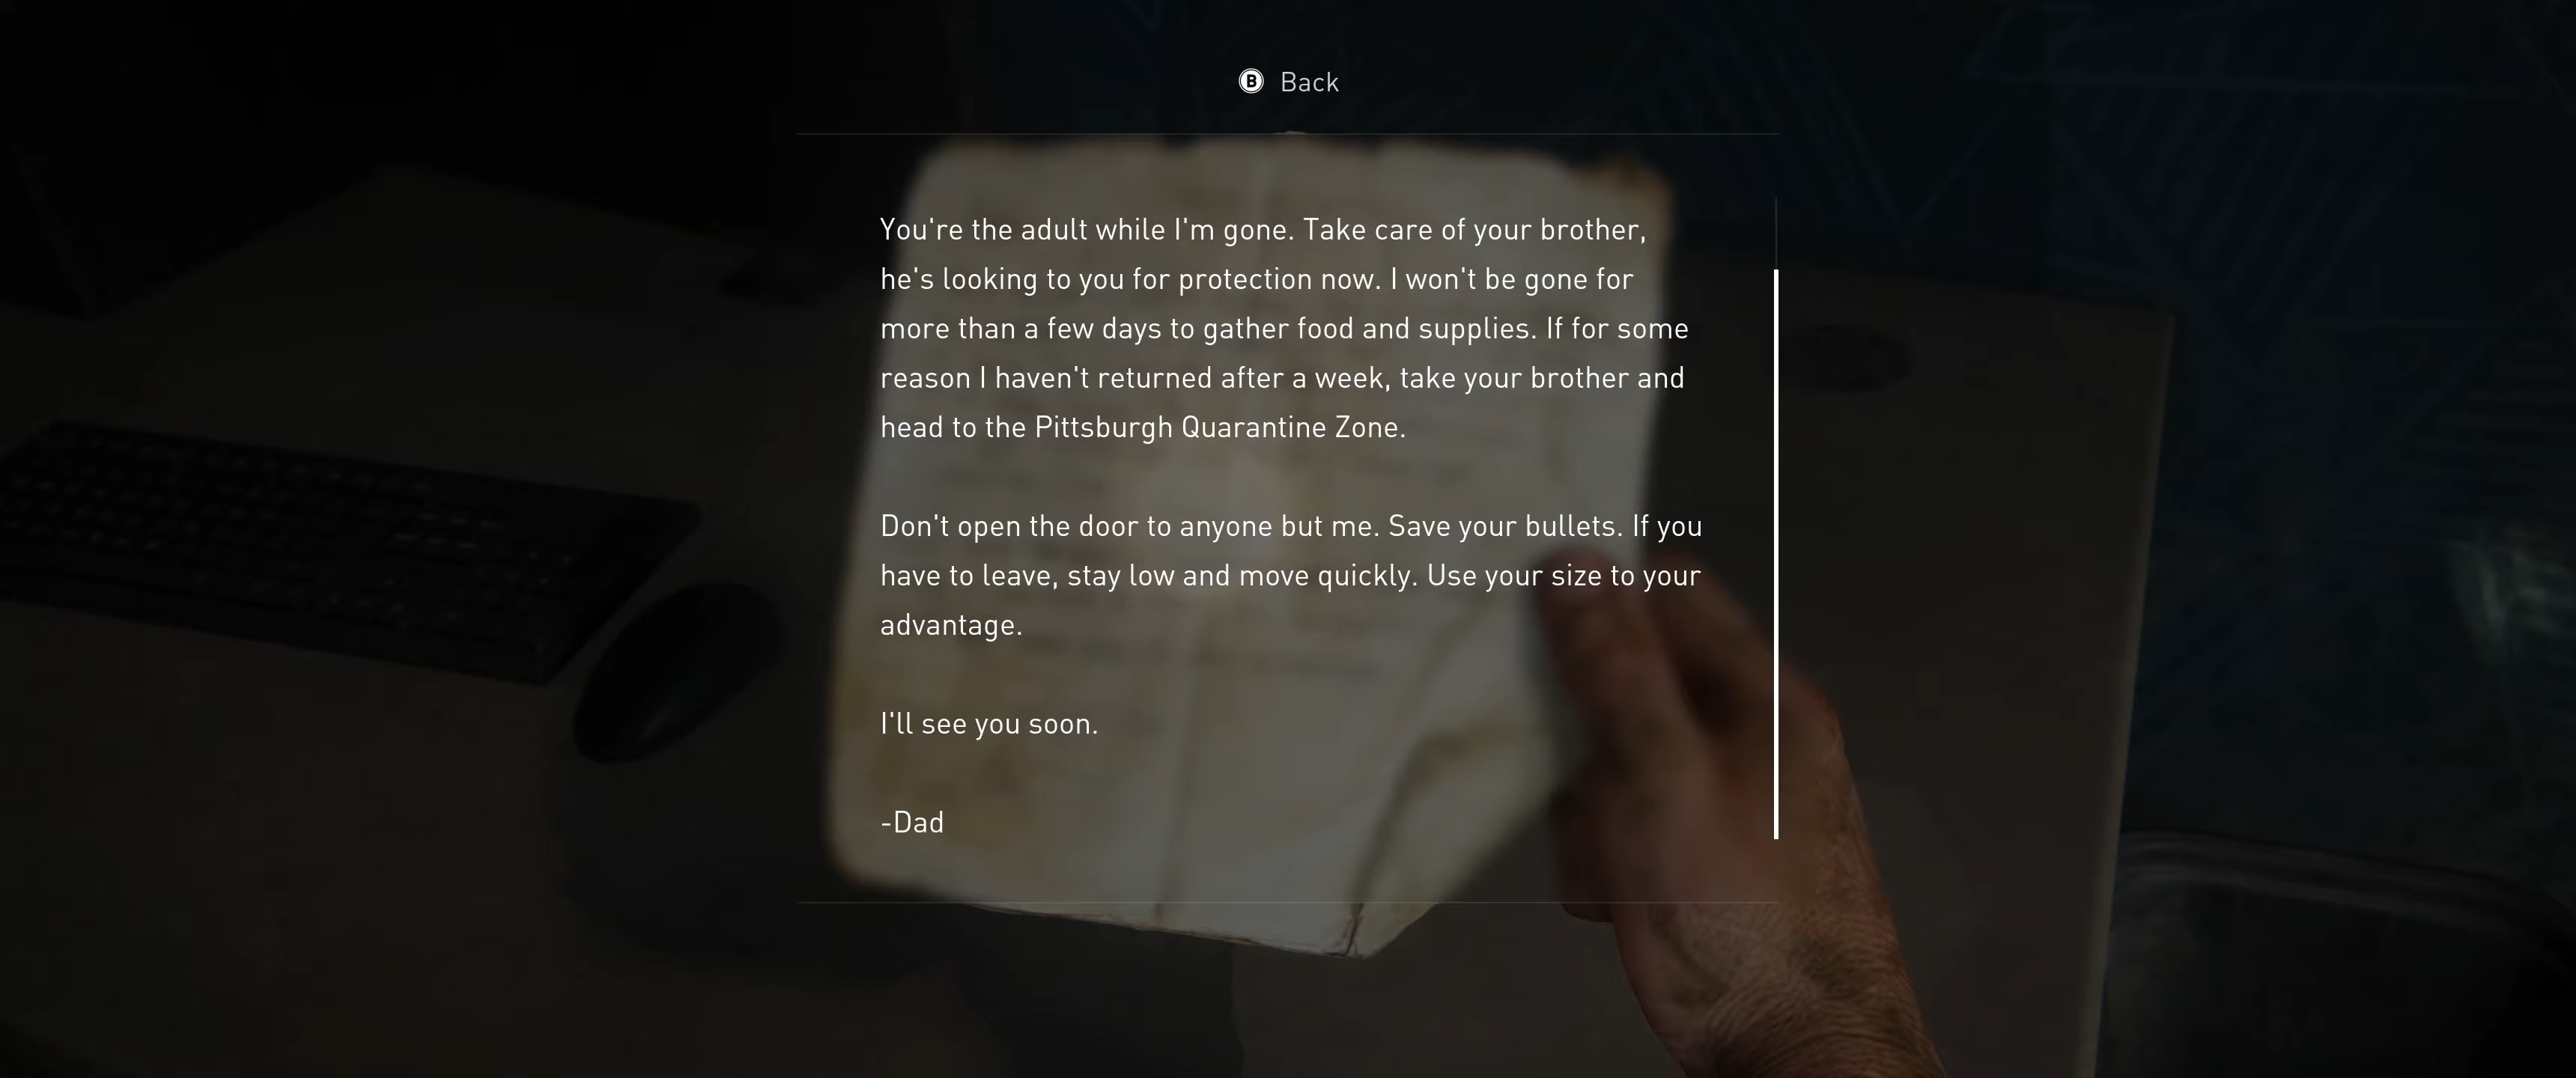 B Back
You're the adult while I'm gone. Take care of your brother,
he's looking to you for protection now. I won't be gone for
more than a few days to gather food and supplies. If for some
reason I haven't returned after a week, take your brother and
head to the Pittsburgh Quarantine Zone.
Don't open the door to anyone but me. Save your bullets. If you
have to leave, stay low and move quickly. Use your size to your
advantage.
I'll see you soon.
-Dad